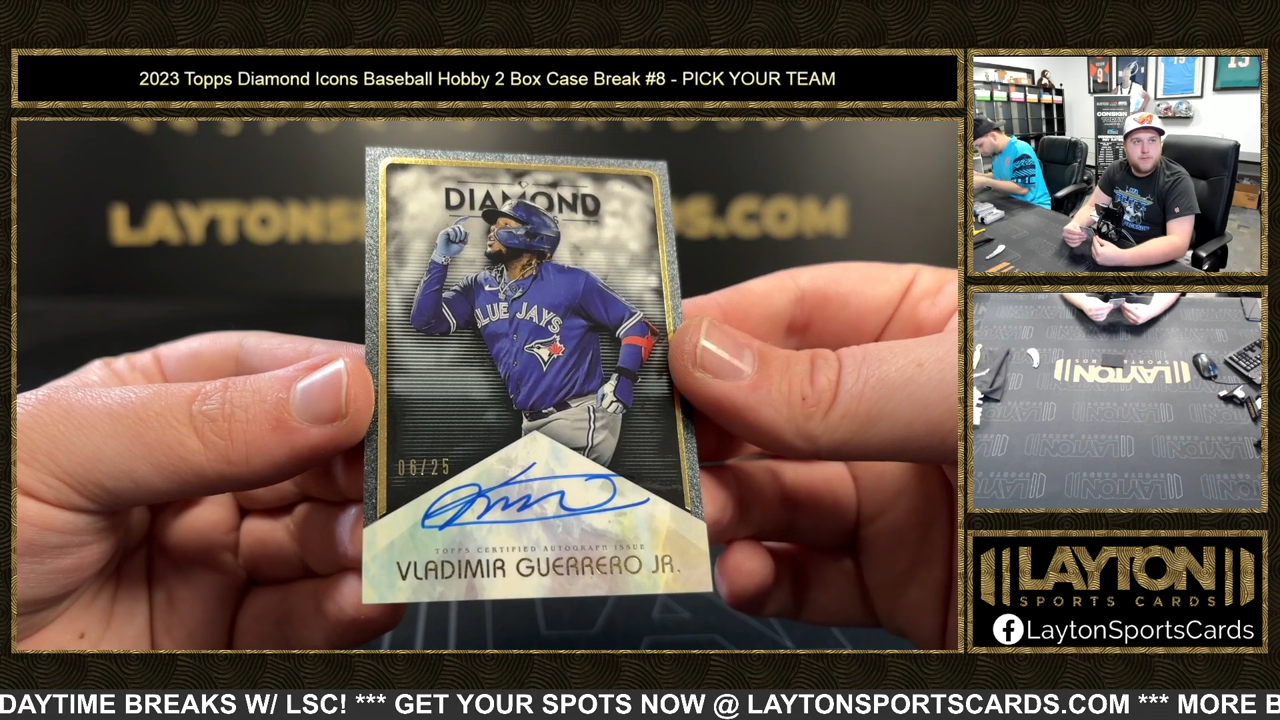 2023 Topps Diamond Icons Baseball Hobby 2 Box Case Break #8 - PICK YOUR TEAM
DIAMOND
BLUE JAYS
06/25
TOPPS CERTIFIED AUTOGRAPH ISSUE
VLADIMIR GUERRERO JR.
CONSIGN
LAYTON
LAYTON
SPORTS CARDS
LaytonSportsCards
DAYTIME BREAKS W/ LSC! *** GET YOUR SPOTS NOW @ LAYTONSPORTSCARDS.COM *** MORE B